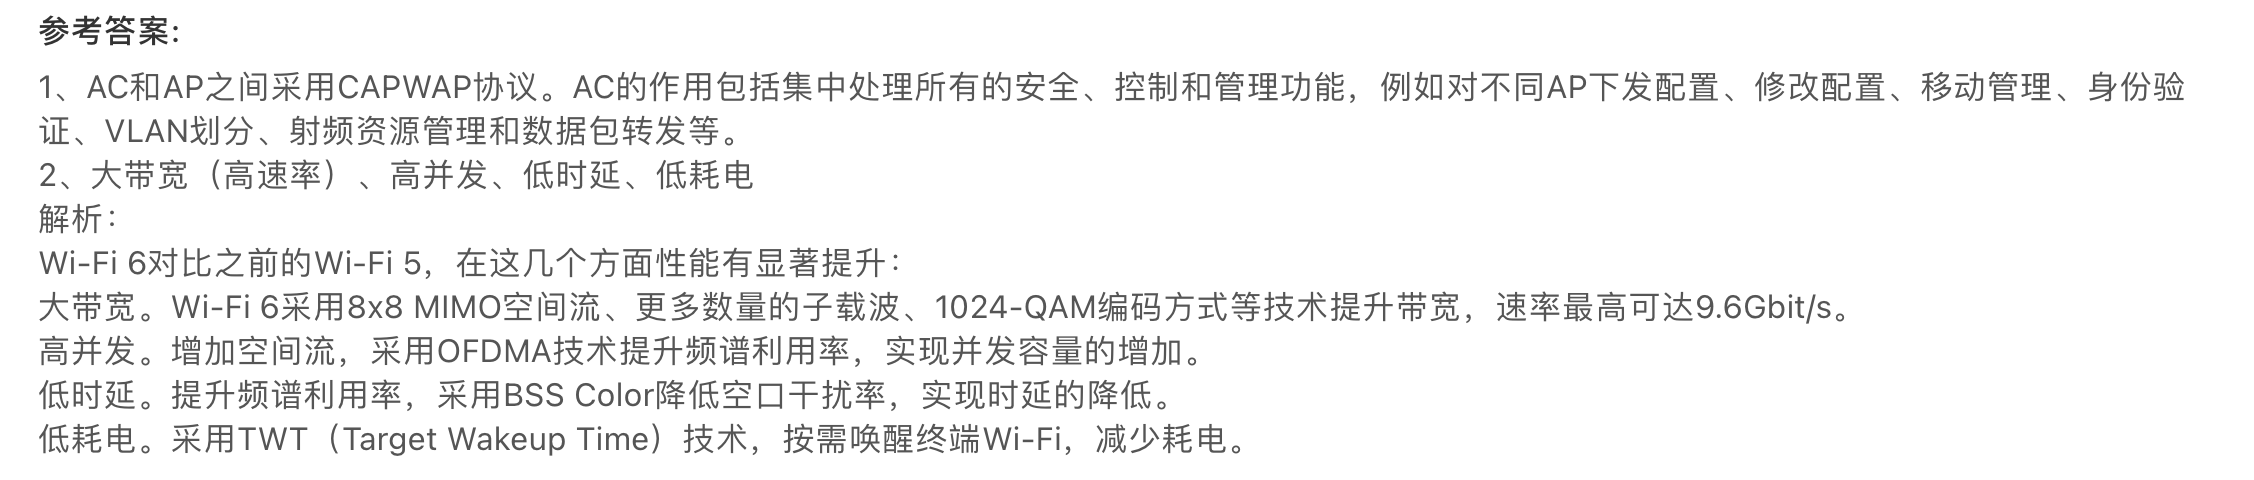 参考答案:
1、AC和AP之间采用CAPWAP协议。AC的作用包括集中处理所有的安全、控制和管理功能，例如对不同AP下发配置、修改配置、移动管理、身份验
证、VLAN划分、射频资源管理和数据包转发等。
2、大带宽（高速率）、高并发、低时延、低耗电
解析：
Wi-Fi 6对比之前的Wi-Fi 5，在这几个方面性能有显著提升：
大带宽。Wi-Fi 6采用8x8 MIMO空间流、更多数量的子载波、1024-QAM编码方式等技术提升带宽，速率最高可达9.6Gbit/s。
高并发。增加空间流，采用OFDMA技术提升频谱利用率，实现并发容量的增加。
低时延。提升频谱利用率，采用BSS Color降低空口干扰率，实现时延的降低。
低耗电。采用TWT（Target Wakeup Time）技术，按需唤醒终端Wi-Fi，减少耗电。